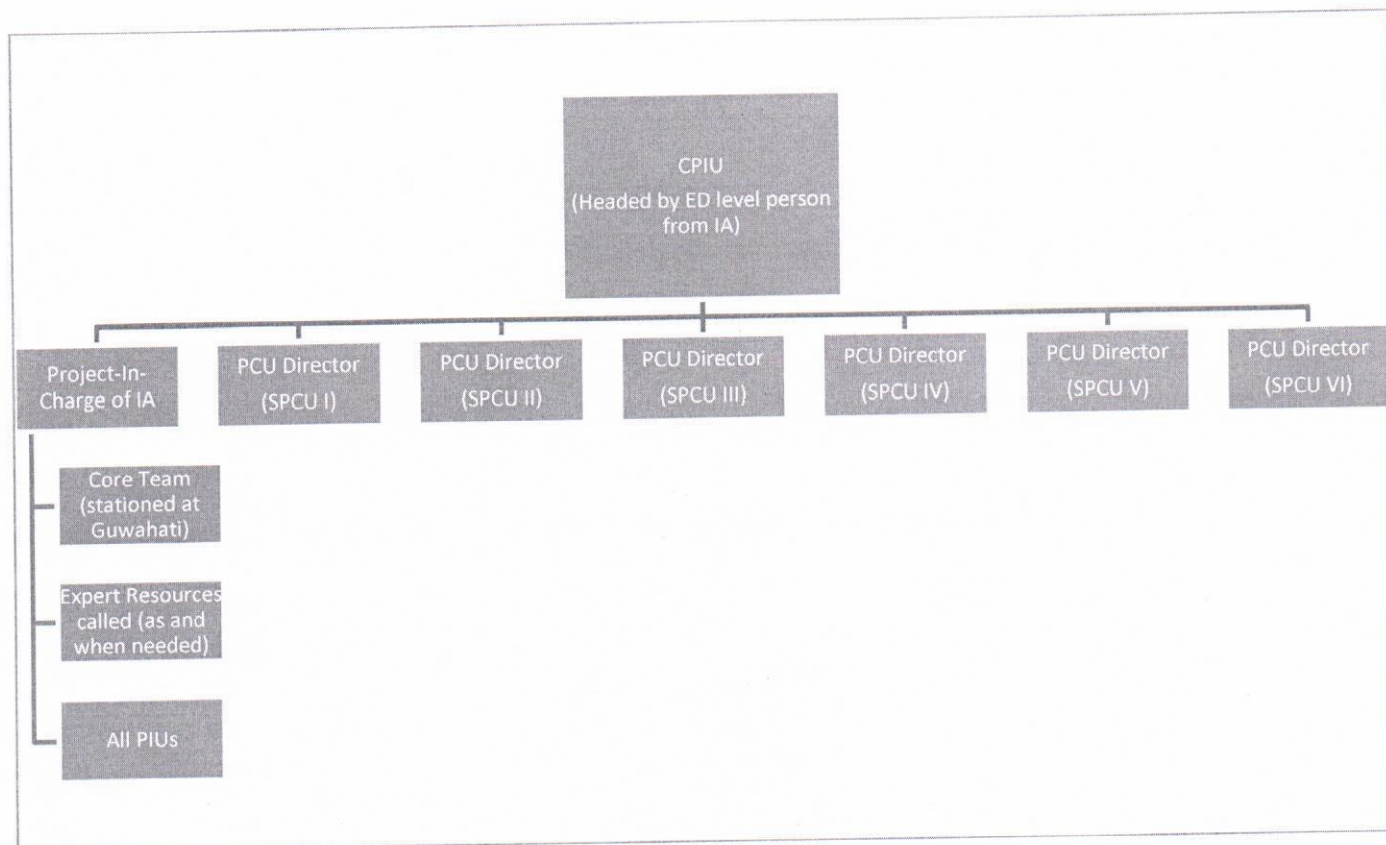 CPIU
(Headed by ED level person
from IA)
Project-In-
Charge of IA
PCU Director
(SPCU I)
PCU Director
(SPCU II)
PCU Director
(SPCU III)
PCU Director
(SPCU IV)
PCU Director
(SPCU V)
PCU Director
(SPCU VI)
Core Team
(stationed at
Guwahati)
Expert Resources
called (as and
when needed)
All PIUs